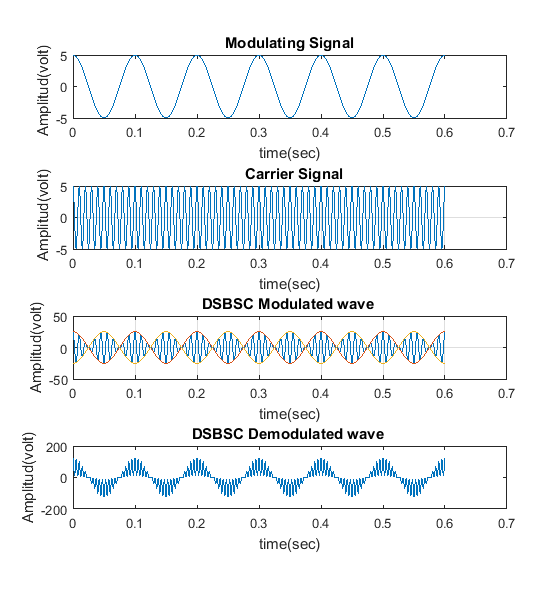 Modulating Signal
Amplitud(volt)
5
0
-5
0 0.1 0.2 0.3 0.4 0.5 0.6 0.7
time(sec)
Carrier Signal
Amplitud(volt)
5
0
-5
0 0.1 0.2 0.3 0.4 0.5 0.6 0.7
time(sec)
DSBSC Modulated wave
Amplitud(volt)
50
0
-50
0 0.1 0.2 0.3 0.4 0.5 0.6 0.7
time(sec)
DSBSC Demodulated wave
Amplitud(volt)
200
0
-200
0 0.1 0.2 0.3 0.4 0.5 0.6 0.7
time(sec)